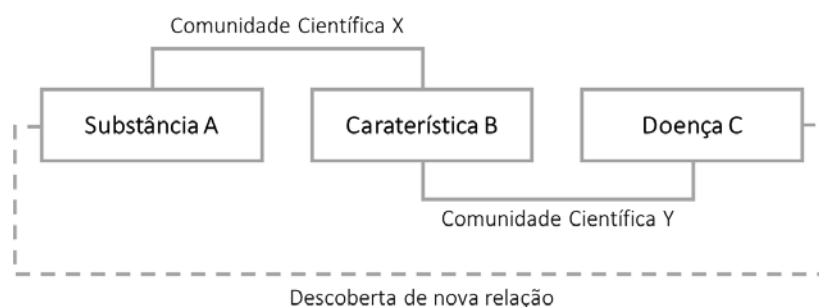 Comunidade Científica X
Substância A
Caraterística B
Doença C
Comunidade Científica Y
Descoberta de nova relação